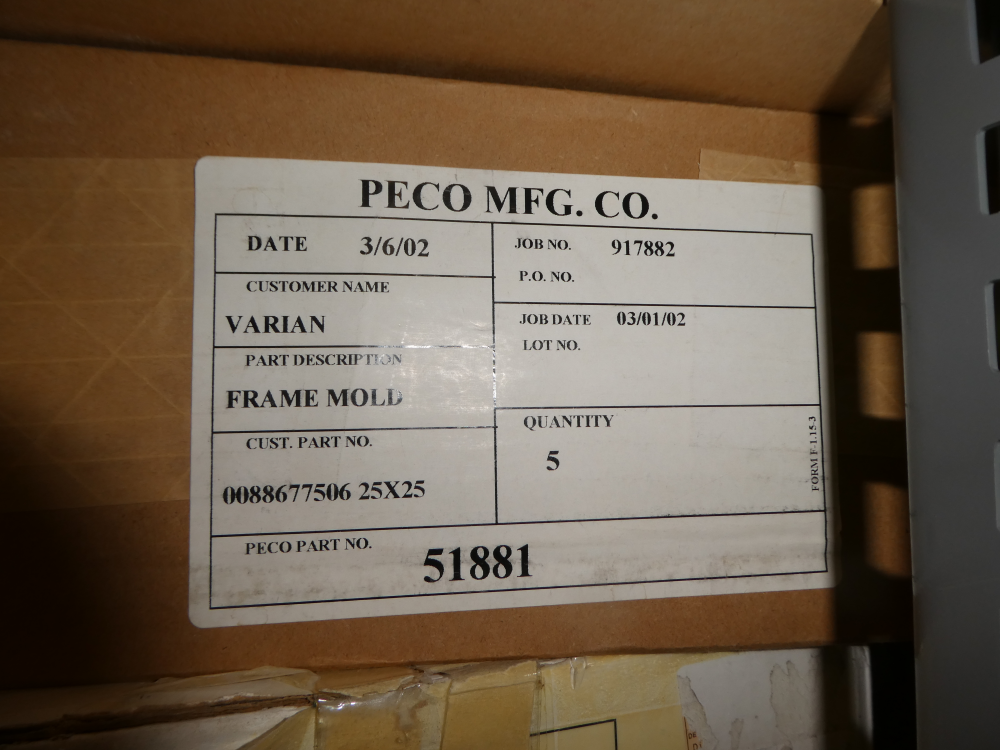 PECO MFG. CO.
DATE 3/6/02
CUSTOMER NAME
VARIAN
PART DESCRIPTION
FRAME MOLD
CUST. PART NO.
0088677506 25X25
JOB NO. 917882
P.O. NO.
JOB DATE 03/01/02
LOT NO.
QUANTITY
5
FORM F-1.15-3
PECO PART NO. 51881